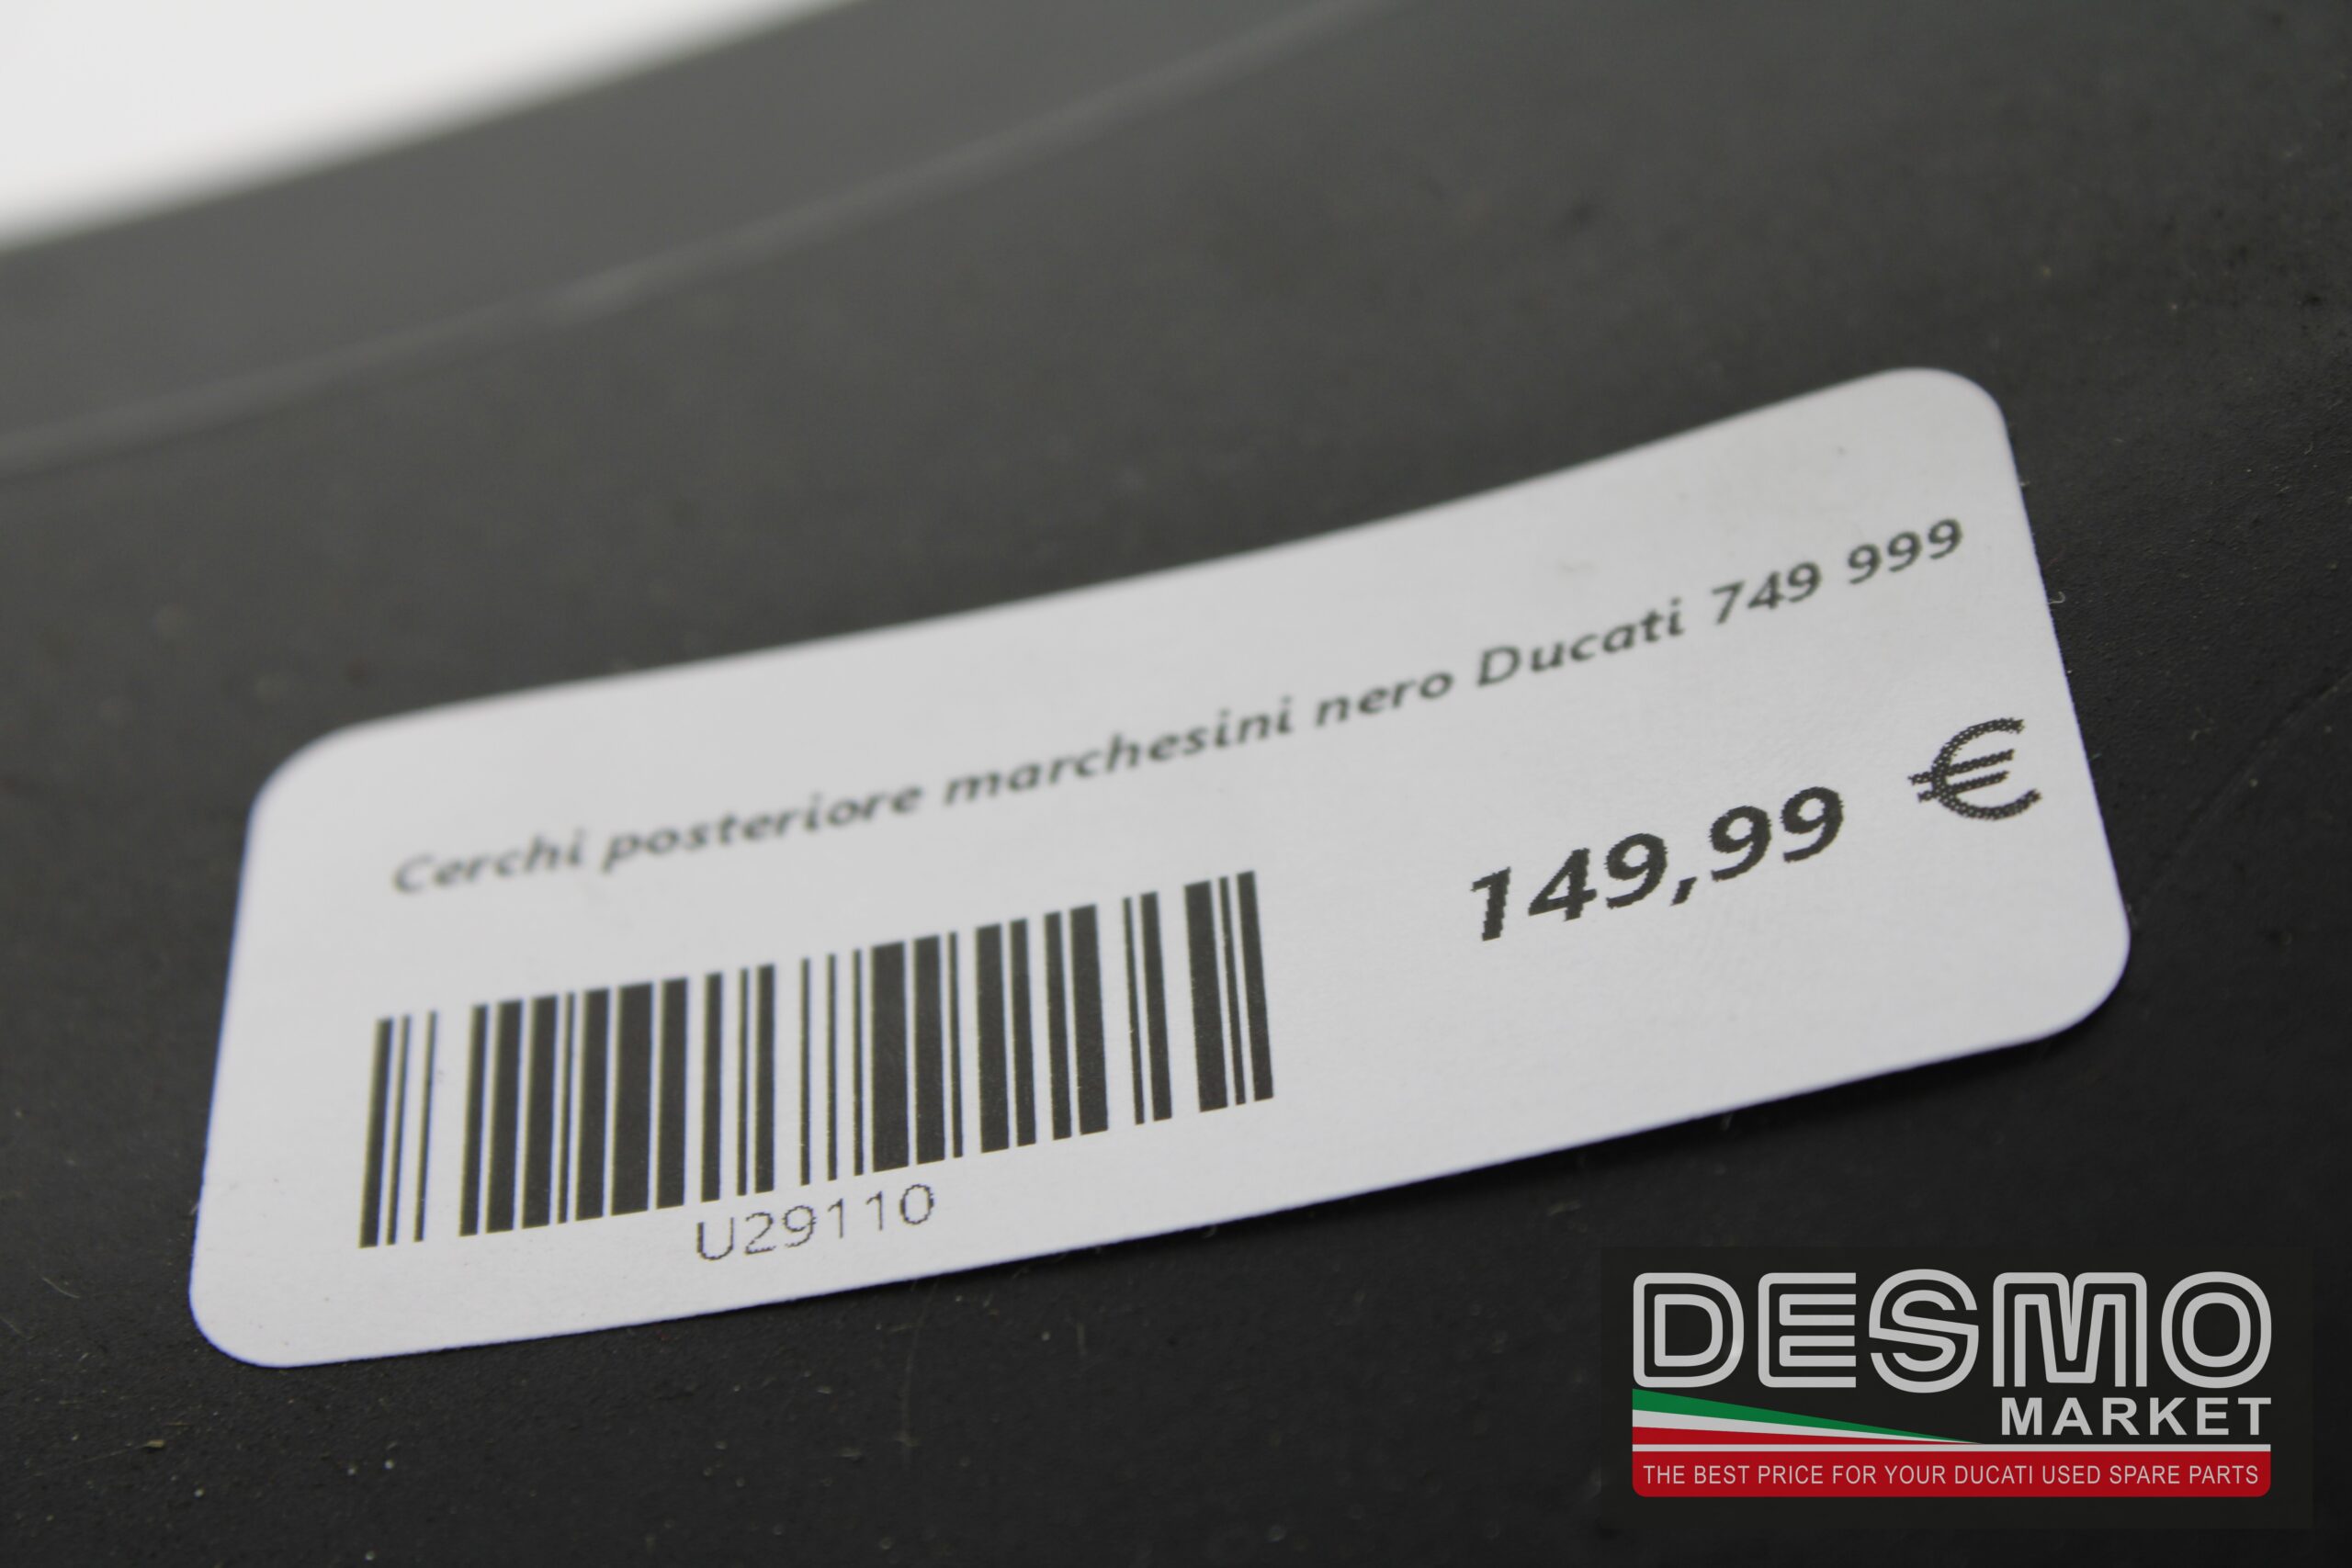 Cerchi posteriore marchesini nero Ducati 749 999
149,99 €
U29110
DESMO
MARKET
THE BEST PRICE FOR YOUR DUCATI USED SPARE PARTS